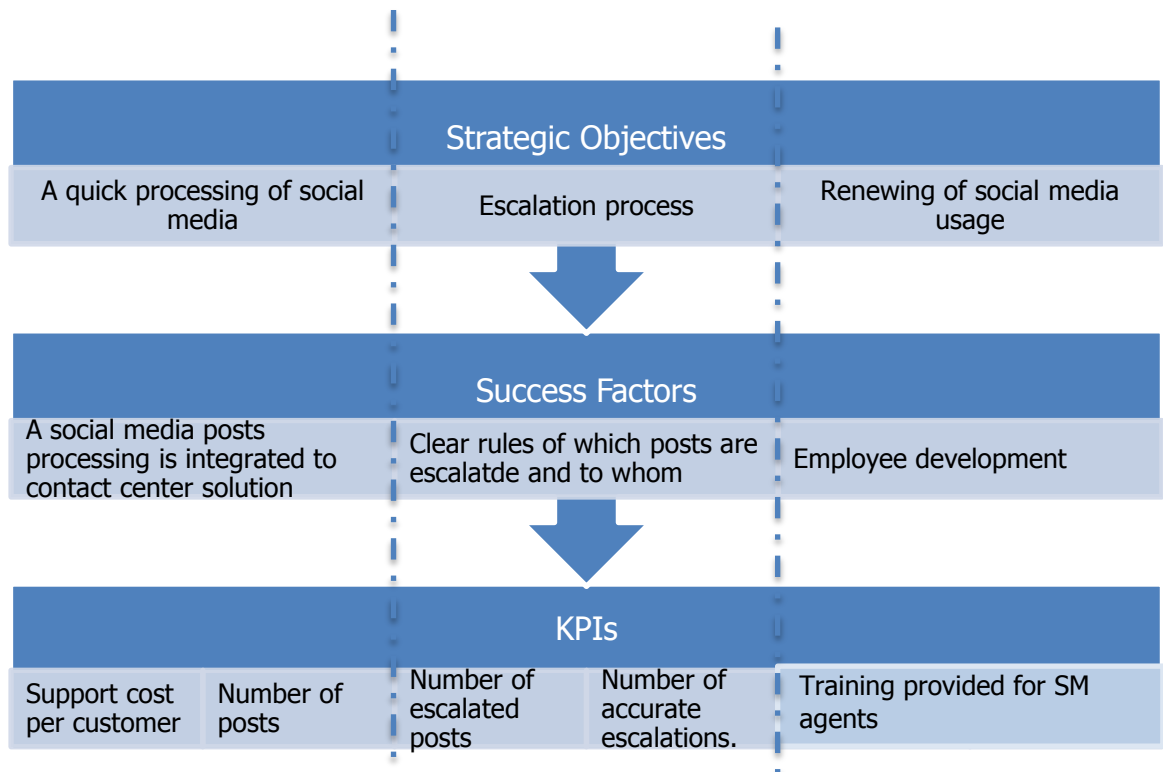 Strategic Objectives
A quick processing of social
media
Escalation process
Renewing of social media
usage
Success Factors
A social media posts
processing is integrated to
contact center solution
Clear rules of which posts are
escalatde and to whom
Employee development
KPIs
Support cost
per customer
Number of
posts
Number of
escalated
posts
Number of
accurate
escalations.
Training provided for SM
agents